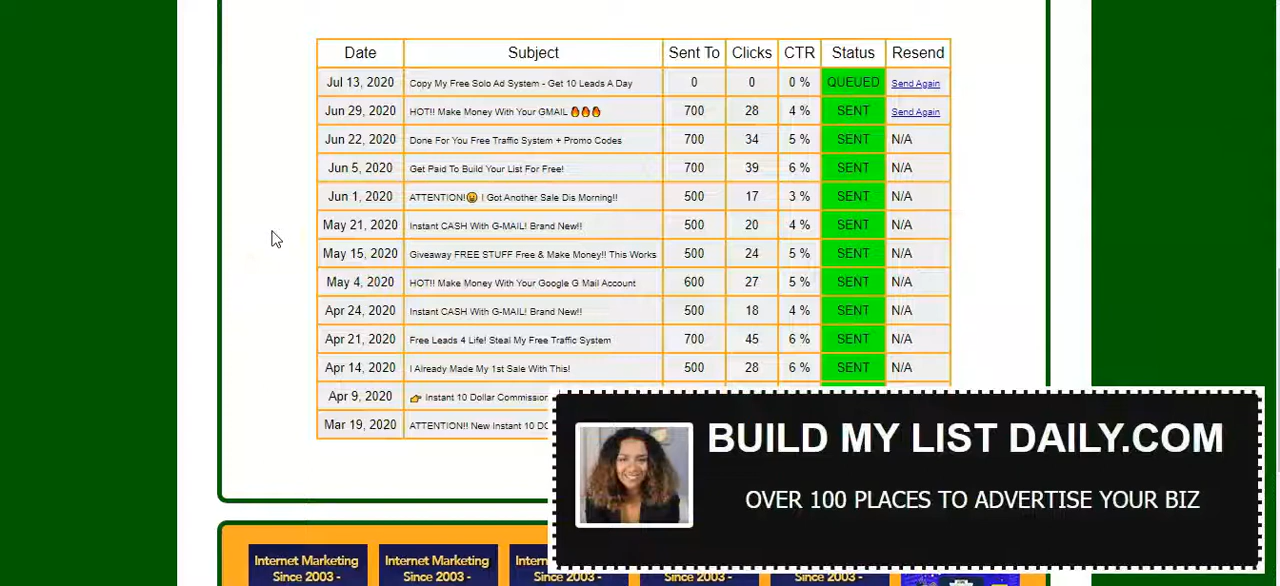 Date Subject Sent To Clicks CTR Status Resend
Jul 13, 2020 Copy My Free Solo Ad System - Get 10 Leads A Day 0 0 0 % QUEUED Send Again
Jun 29, 2020 HOT!! Make Money With Your GMAIL 🔥🔥🔥 700 28 4 % SENT Send Again
Jun 22, 2020 Done For You Free Traffic System + Promo Codes 700 34 5 % SENT N/A
Jun 5, 2020 Get Paid To Build Your List For Free! 700 39 6 % SENT N/A
Jun 1, 2020 ATTENTION!😀 I Got Another Sale Dis Morning!! 500 17 3 % SENT N/A
May 21, 2020 Instant CASH With G-MAIL! Brand New!! 500 20 4 % SENT N/A
May 15, 2020 Giveaway FREE STUFF Free & Make Money!! This Works 500 24 5 % SENT N/A
May 4, 2020 HOT!! Make Money With Your Google G Mail Account 600 27 5 % SENT N/A
Apr 24, 2020 Instant CASH With G-MAIL! Brand New!! 500 18 4 % SENT N/A
Apr 21, 2020 Free Leads 4 Life! Steal My Free Traffic System 700 45 6 % SENT N/A
Apr 14, 2020 I Already Made My 1st Sale With This! 500 28 6 % SENT N/A
Apr 9, 2020 👉 Instant 10 Dollar Commission
Mar 19, 2020 ATTENTION!! New Instant 10
BUILD MY LIST DAILY.COM
OVER 100 PLACES TO ADVERTISE YOUR BIZ
Internet Marketing Internet Marketing
Since 2003 - Since 2003 - Since 2003 - Since 2003 - Since 2003 -